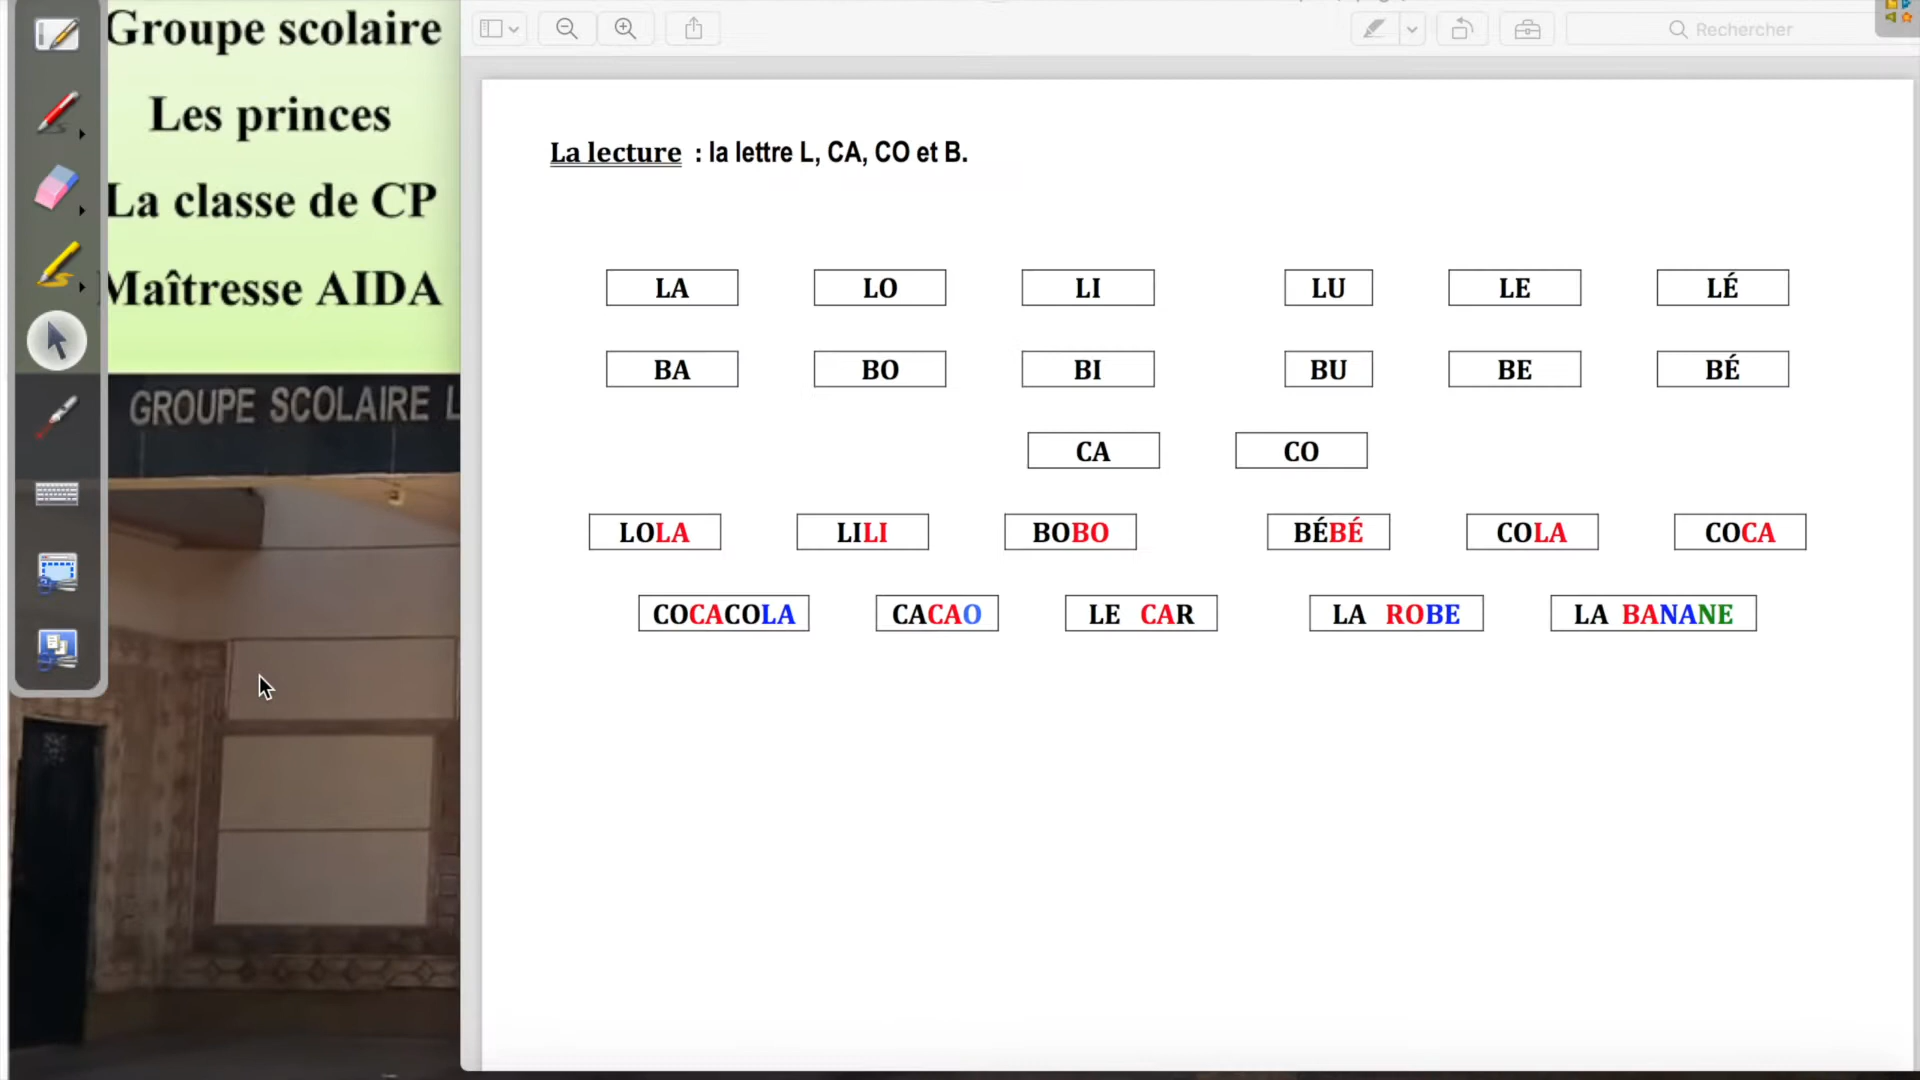 Groupe scolaire
Les princes
La classe de CP
Maîtresse AIDA
GROUPE SCOLAIRE L
Rechercher
La lecture : la lettre L, CA, CO et B.
LA LO LI LU LE LÉ
BA BO BI BU BE BÉ
CA CO
LOLA LILI BOBO BÉBÉ COLA COCA
COCACOLA CACAO LE CAR LA ROBE LA BANANE